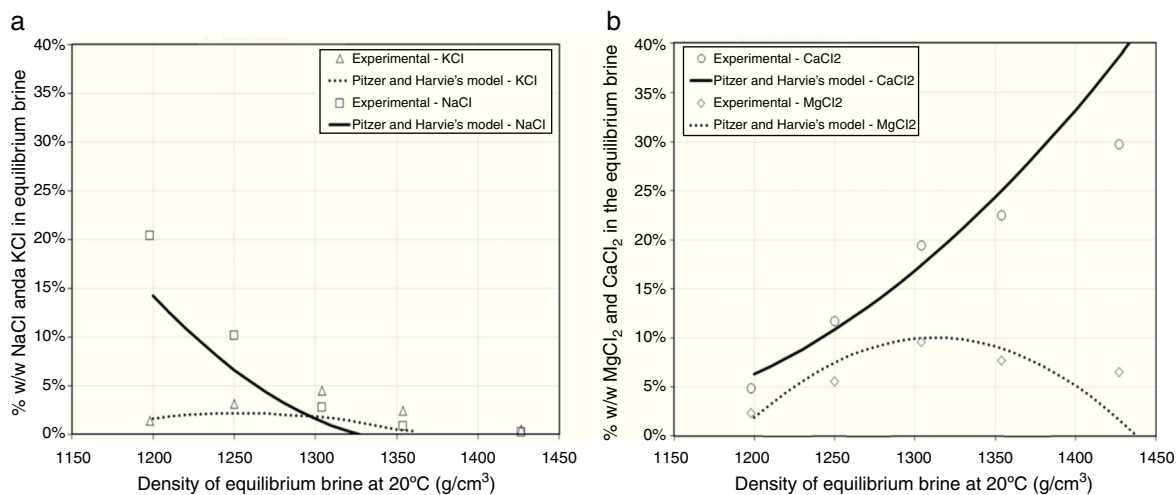 a
40%
35%
30%
25%
20%
15%
10%
5%
0%
1150 1200 1250 1300 1350 1400 1450
% w/w NaCl anda KCl in equilibrium brine
Density of equilibrium brine at 20ºC (g/cm³)
Experimental - KCl
Pitzer and Harvie's model - KCl
Experimental - NaCl
Pitzer and Harvie's model - NaCl
b
40%
35%
30%
25%
20%
15%
10%
5%
0%
1150 1200 1250 1300 1350 1400 1450
% w/w MgCl₂ and CaCl₂ in the equilibrium brine
Density of equilibrium brine at 20ºC (g/cm³)
Experimental - CaCl2
Pitzer and Harvie's model - CaCl2
Experimental - MgCl2
Pitzer and Harvie's model - MgCl2